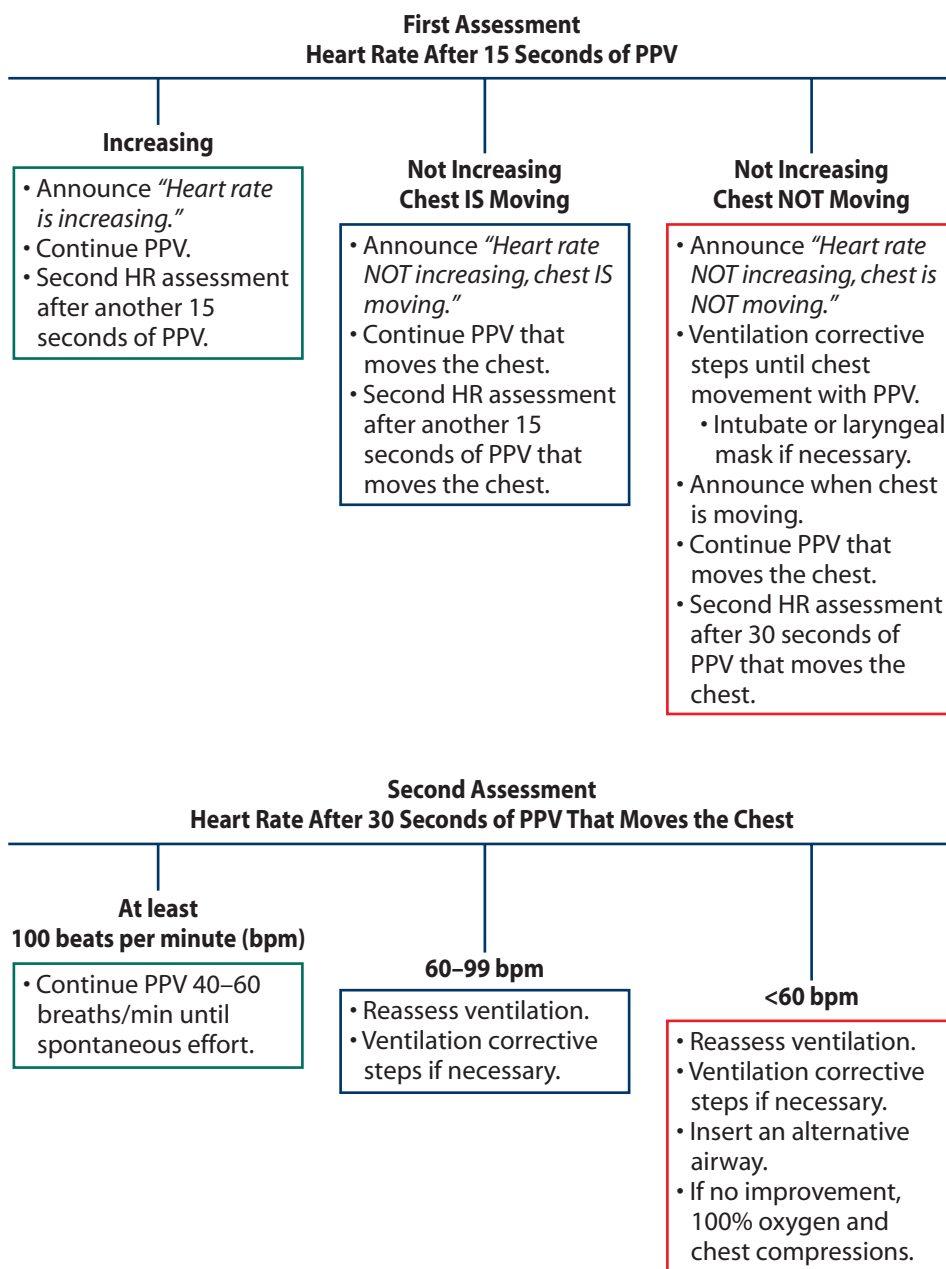 First Assessment
Heart Rate After 15 Seconds of PPV
Increasing
• Announce “Heart rate
is increasing.”
• Continue PPV.
• Second HR assessment
after another 15
seconds of PPV.
Not Increasing
Chest IS Moving
• Announce “Heart rate
NOT increasing, chest IS
moving.”
• Continue PPV that
moves the chest.
• Second HR assessment
after another 15
seconds of PPV that
moves the chest.
Not Increasing
Chest NOT Moving
• Announce “Heart rate
NOT increasing, chest is
NOT moving.”
• Ventilation corrective
steps until chest
movement with PPV.
• Intubate or laryngeal
mask if necessary.
• Announce when chest
is moving.
• Continue PPV that
moves the chest.
• Second HR assessment
after 30 seconds of
PPV that moves the
chest.
Second Assessment
Heart Rate After 30 Seconds of PPV That Moves the Chest
At least
100 beats per minute (bpm)
• Continue PPV 40–60
breaths/min until
spontaneous effort.
60–99 bpm
• Reassess ventilation.
• Ventilation corrective
steps if necessary.
<60 bpm
• Reassess ventilation.
• Ventilation corrective
steps if necessary.
• Insert an alternative
airway.
• If no improvement,
100% oxygen and
chest compressions.